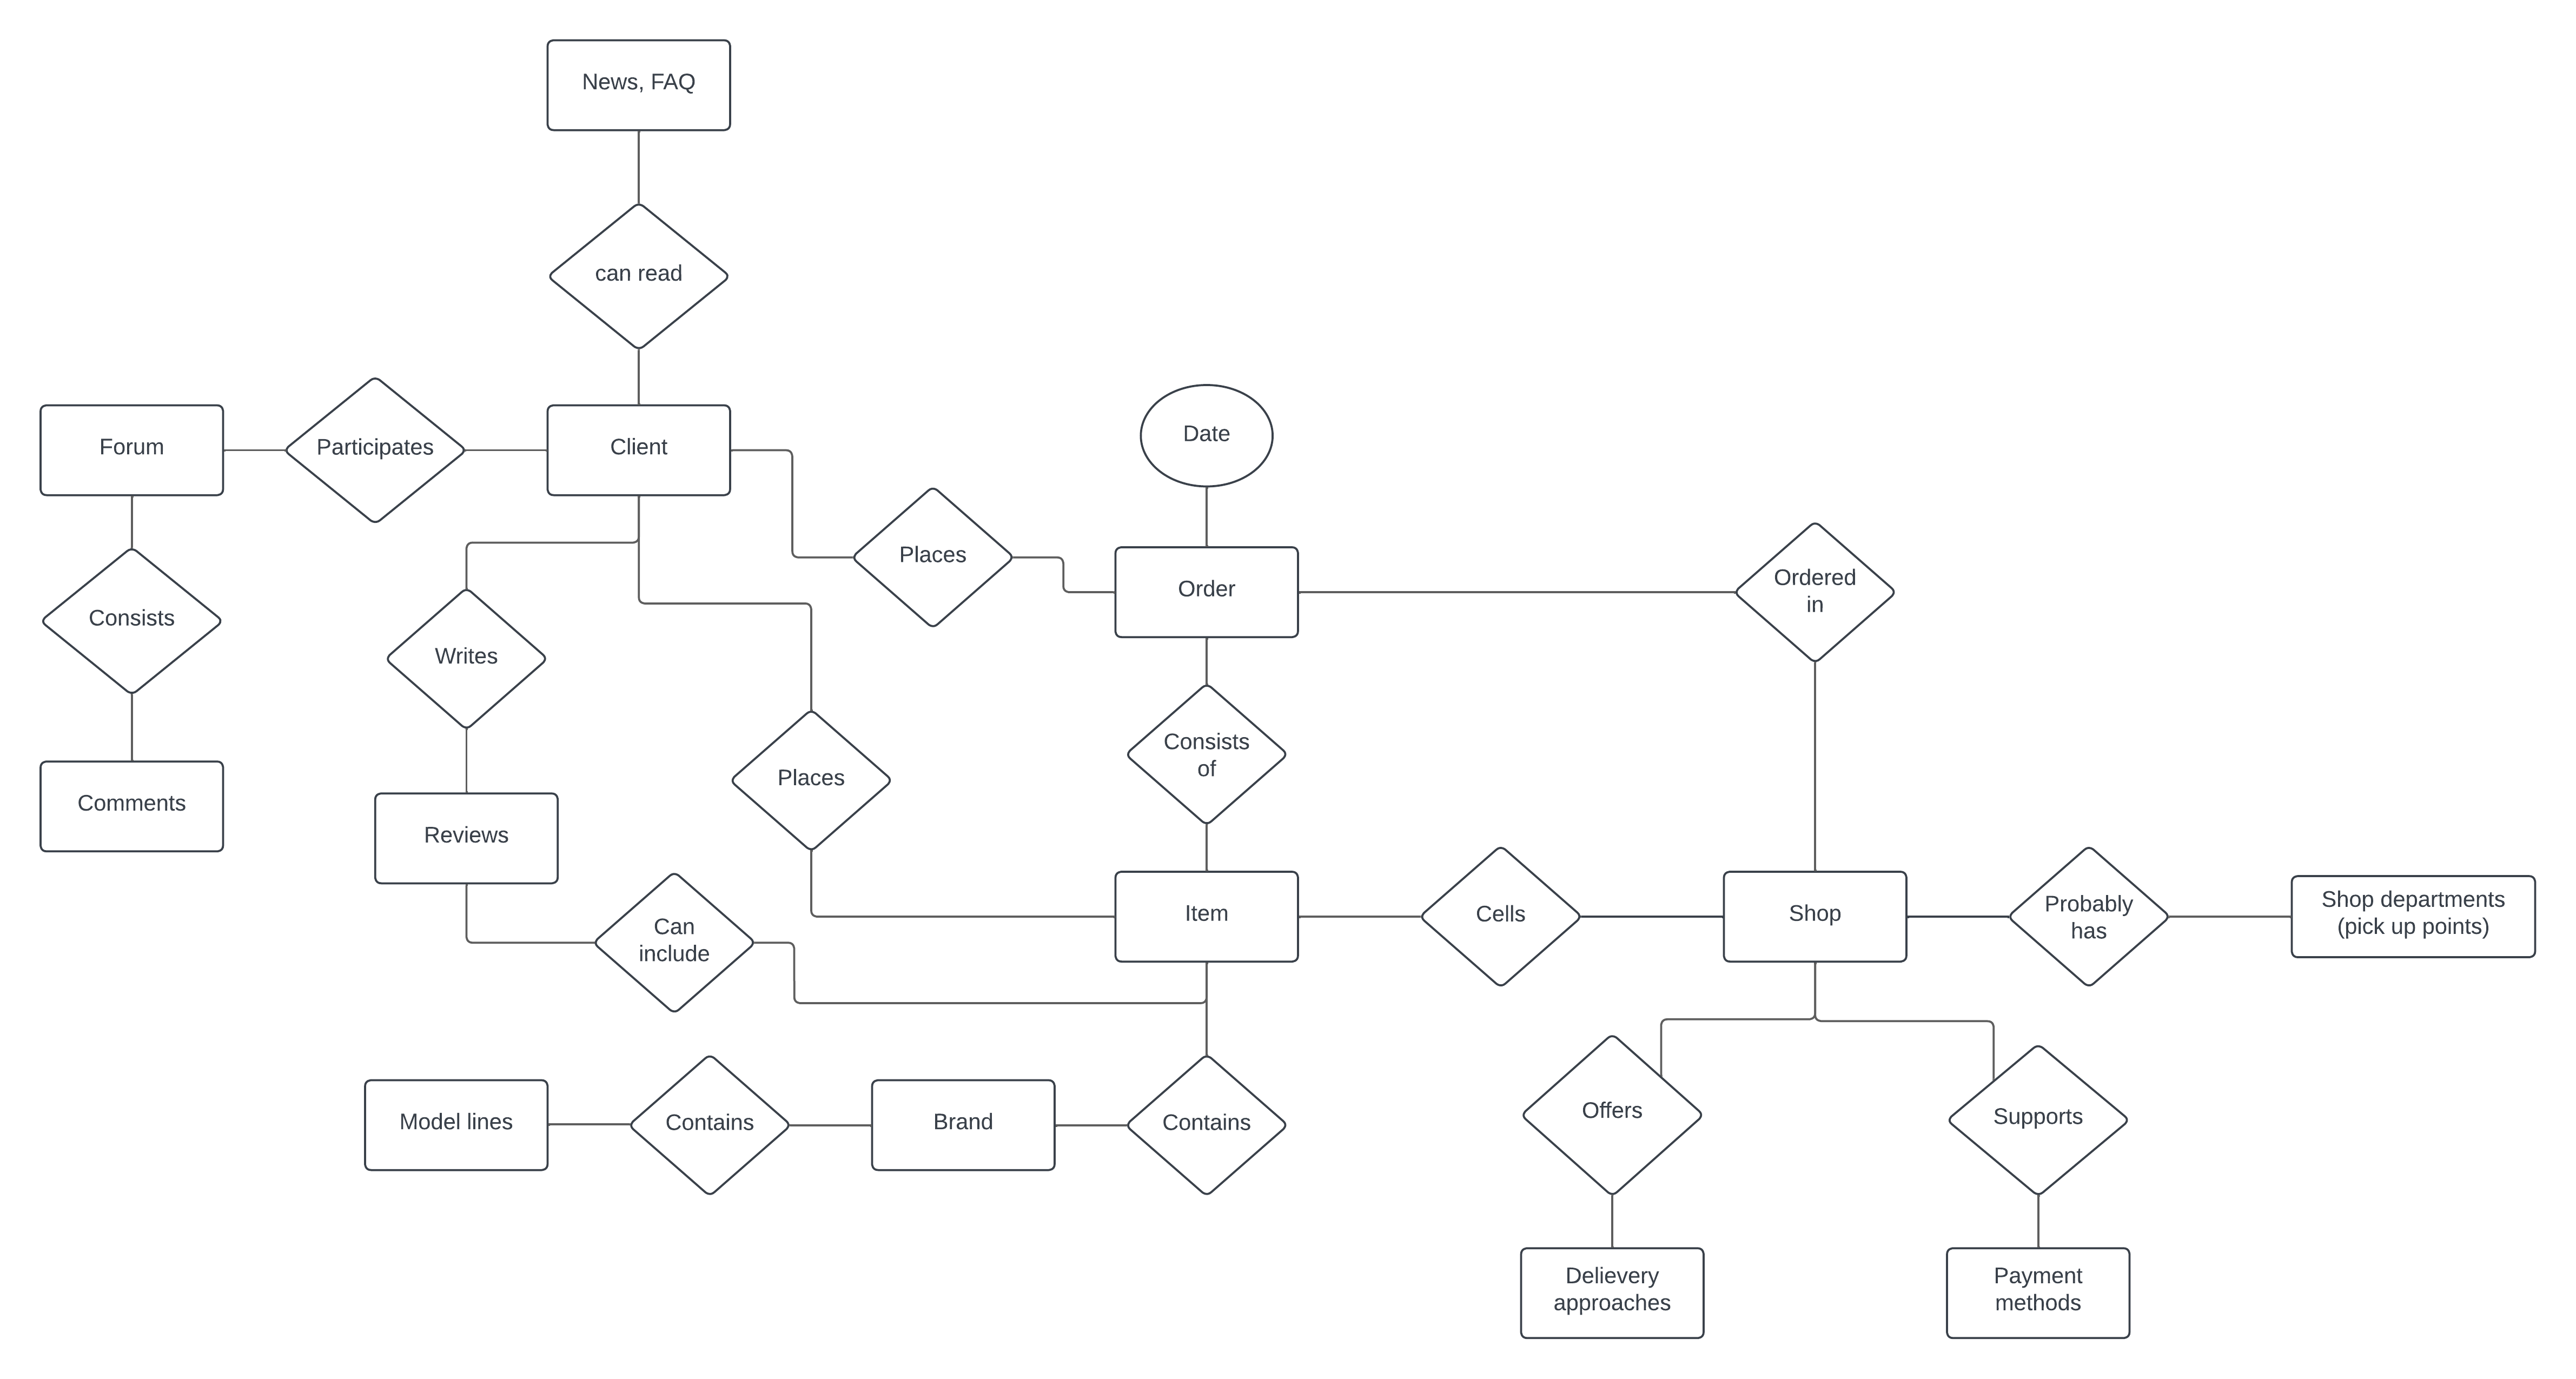 News, FAQ
can read
Forum
Participates
Client
Date
Places
Order
Ordered
in
Consists
Writes
Places
Consists
of
Comments
Reviews
Can
include
Item
Cells
Shop
Probably
has
Shop departments
(pick up points)
Model lines
Contains
Brand
Contains
Offers
Supports
Delievery
approaches
Payment
methods